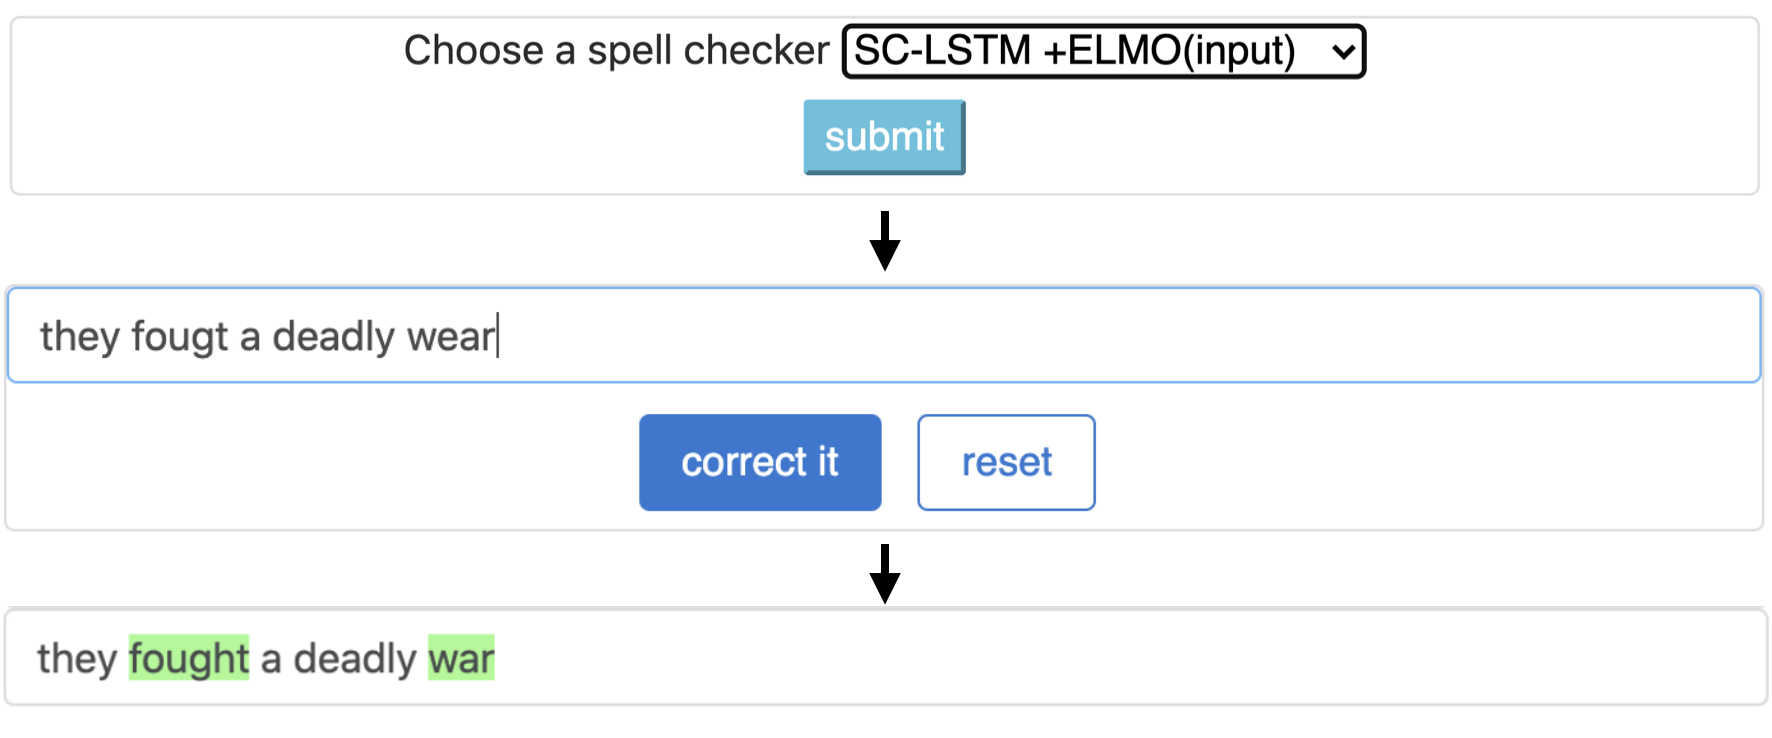 Choose a spell checker SC-LSTM +ELMO(input)
submit
they fougt a deadly wear
correct it reset
they fought a deadly war